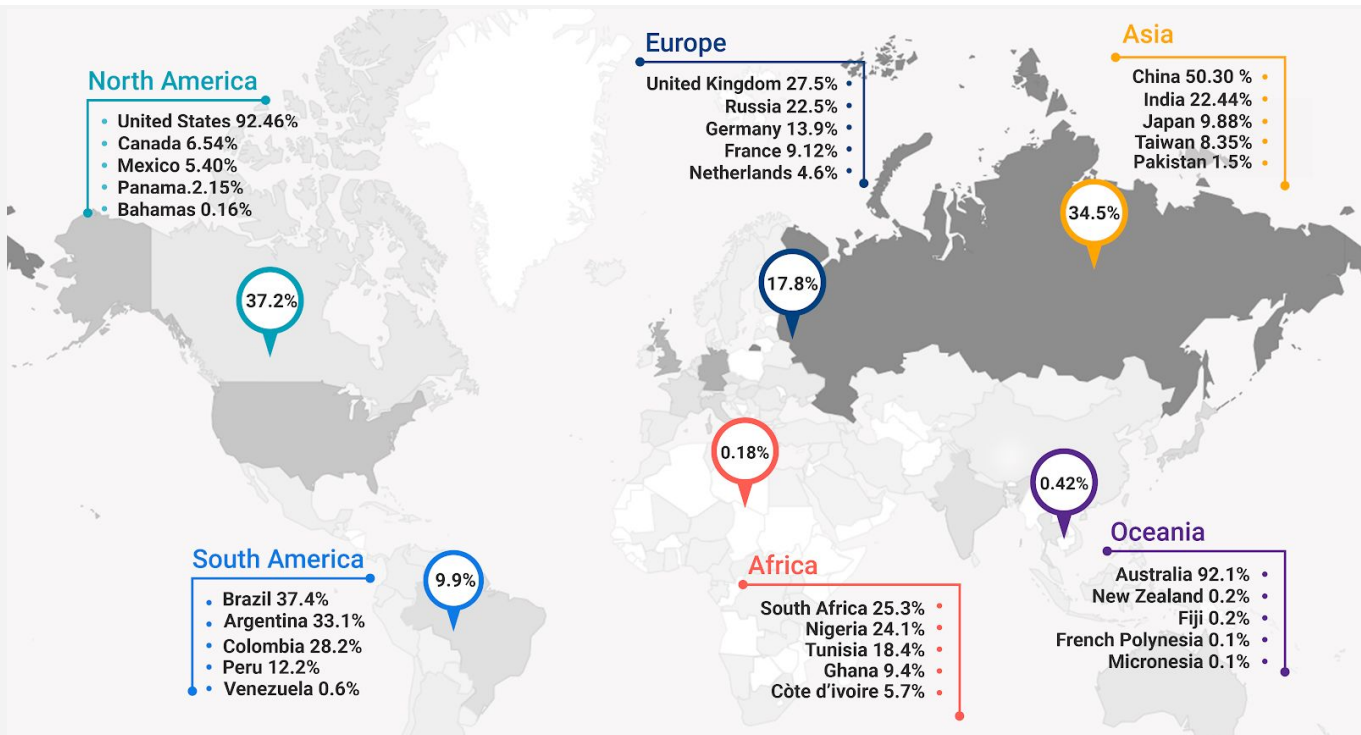 North America
United States 92.46%
Canada 6.54%
Mexico 5.40%
Panama.2.15%
Bahamas 0.16%
37.2%
Europe
United Kingdom 27.5%
Russia 22.5%
Germany 13.9%
France 9.12%
Netherlands 4.6%
17.8%
Asia
China 50.30 %
India 22.44%
Japan 9.88%
Taiwan 8.35%
Pakistan 1.5%
34.5%
South America
Brazil 37.4%
Argentina 33.1%
Colombia 28.2%
Peru 12.2%
Venezuela 0.6%
9.9%
0.18%
Africa
South Africa 25.3%
Nigeria 24.1%
Tunisia 18.4%
Ghana 9.4%
Còte d’ivoire 5.7%
0.42%
Oceania
Australia 92.1%
New Zealand 0.2%
Fiji 0.2%
French Polynesia 0.1%
Micronesia 0.1%